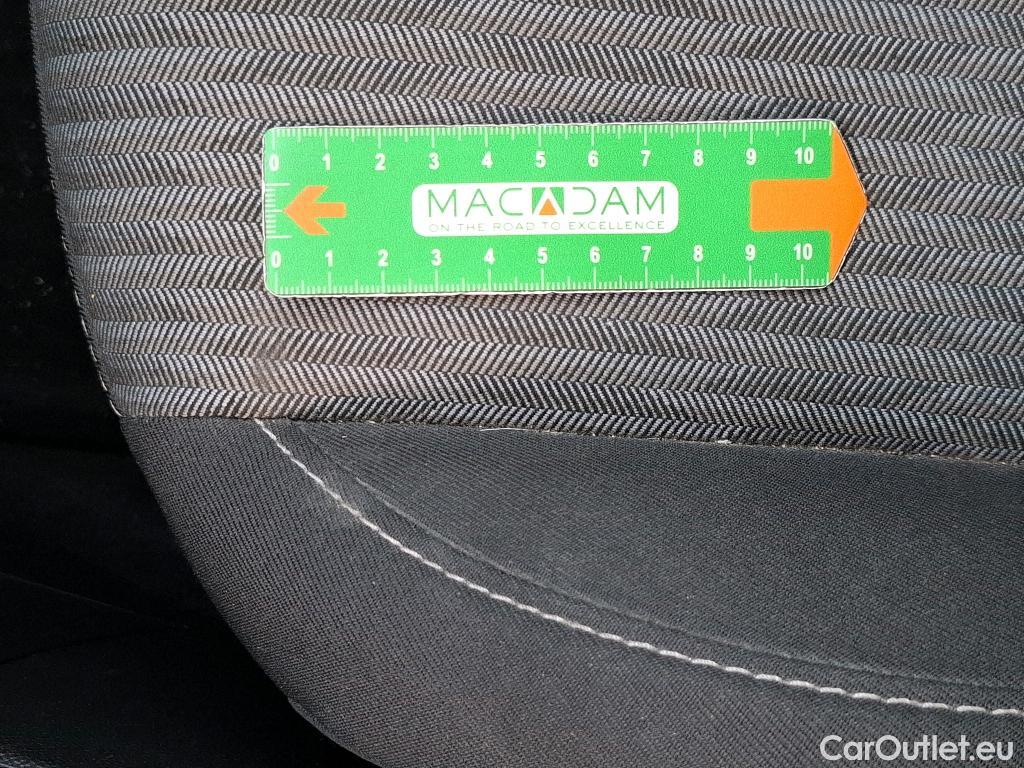 0 1 2 3 4 5 6 7 8 9 10
MACADAM
ON THE ROAD TO EXCELLENCE
0 1 2 3 4 5 6 7 8 9 10
CarOutlet.eu